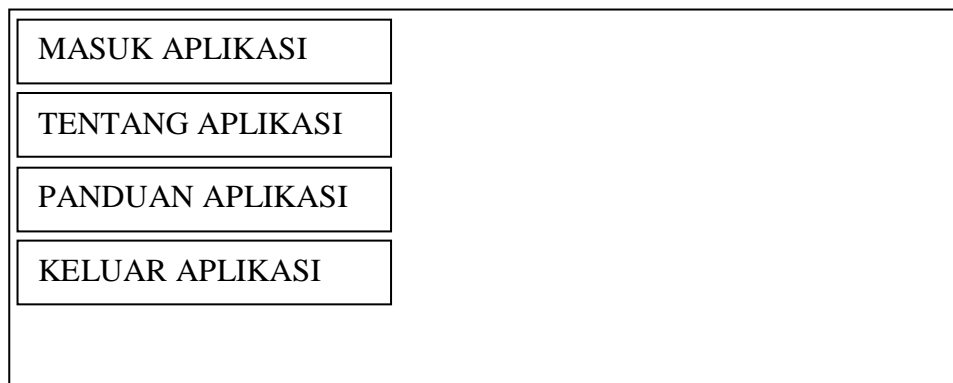 MASUK APLIKASI
TENTANG APLIKASI
PANDUAN APLIKASI
KELUAR APLIKASI